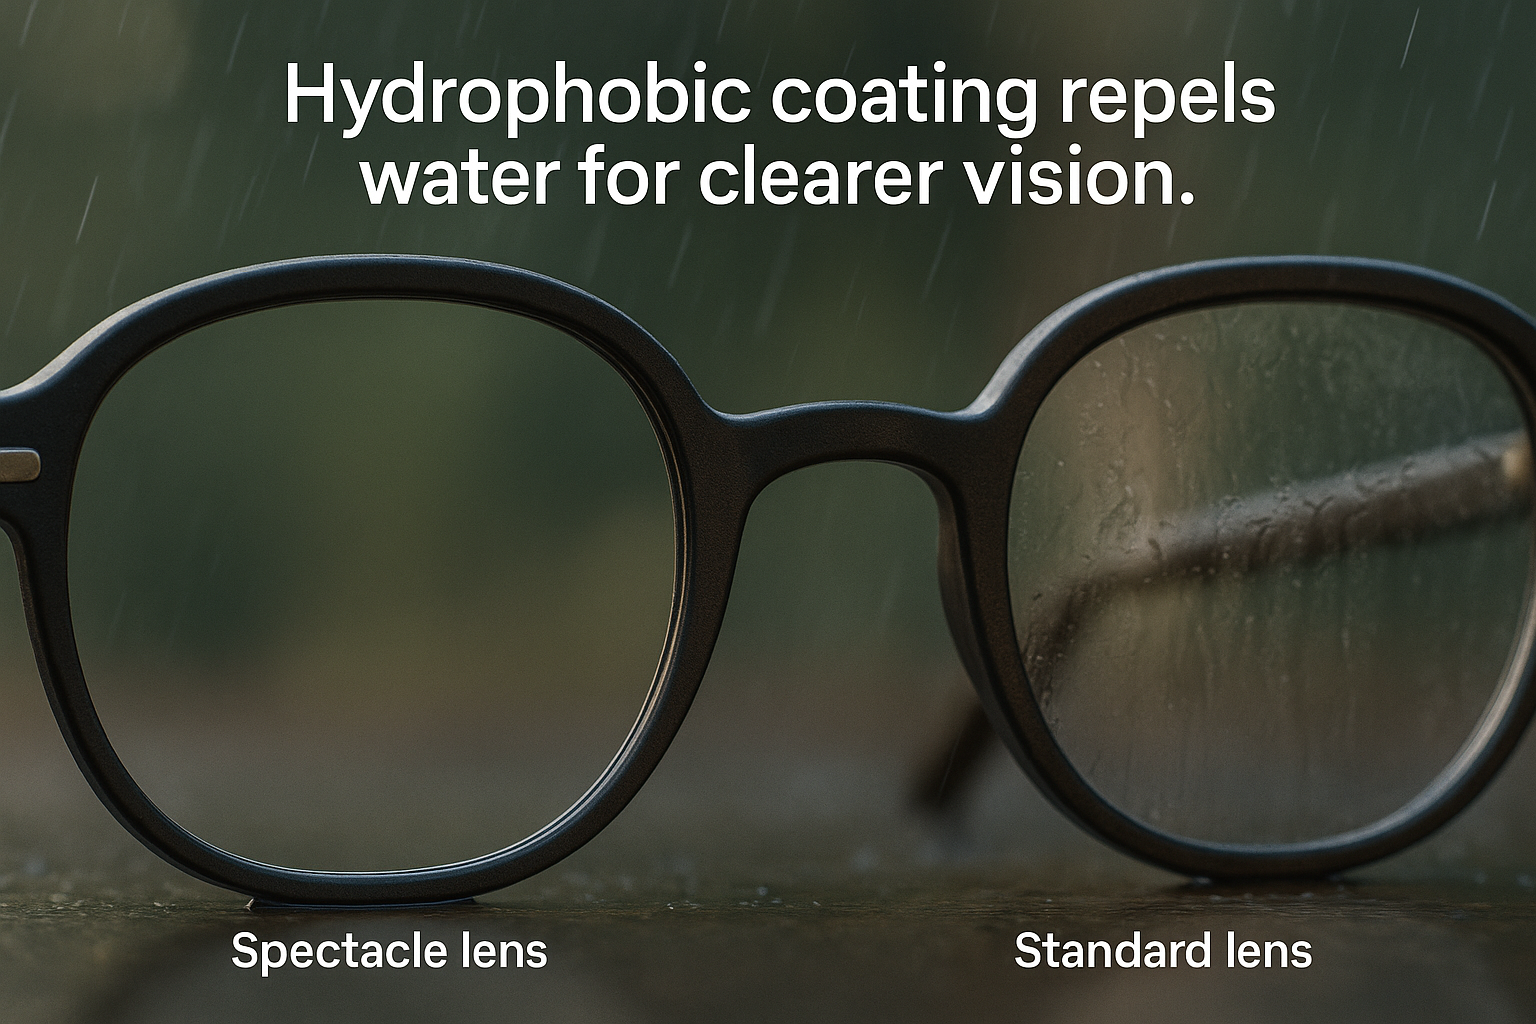 Hydrophobic coating repels
water for clearer vision.
Spectacle lens
Standard lens